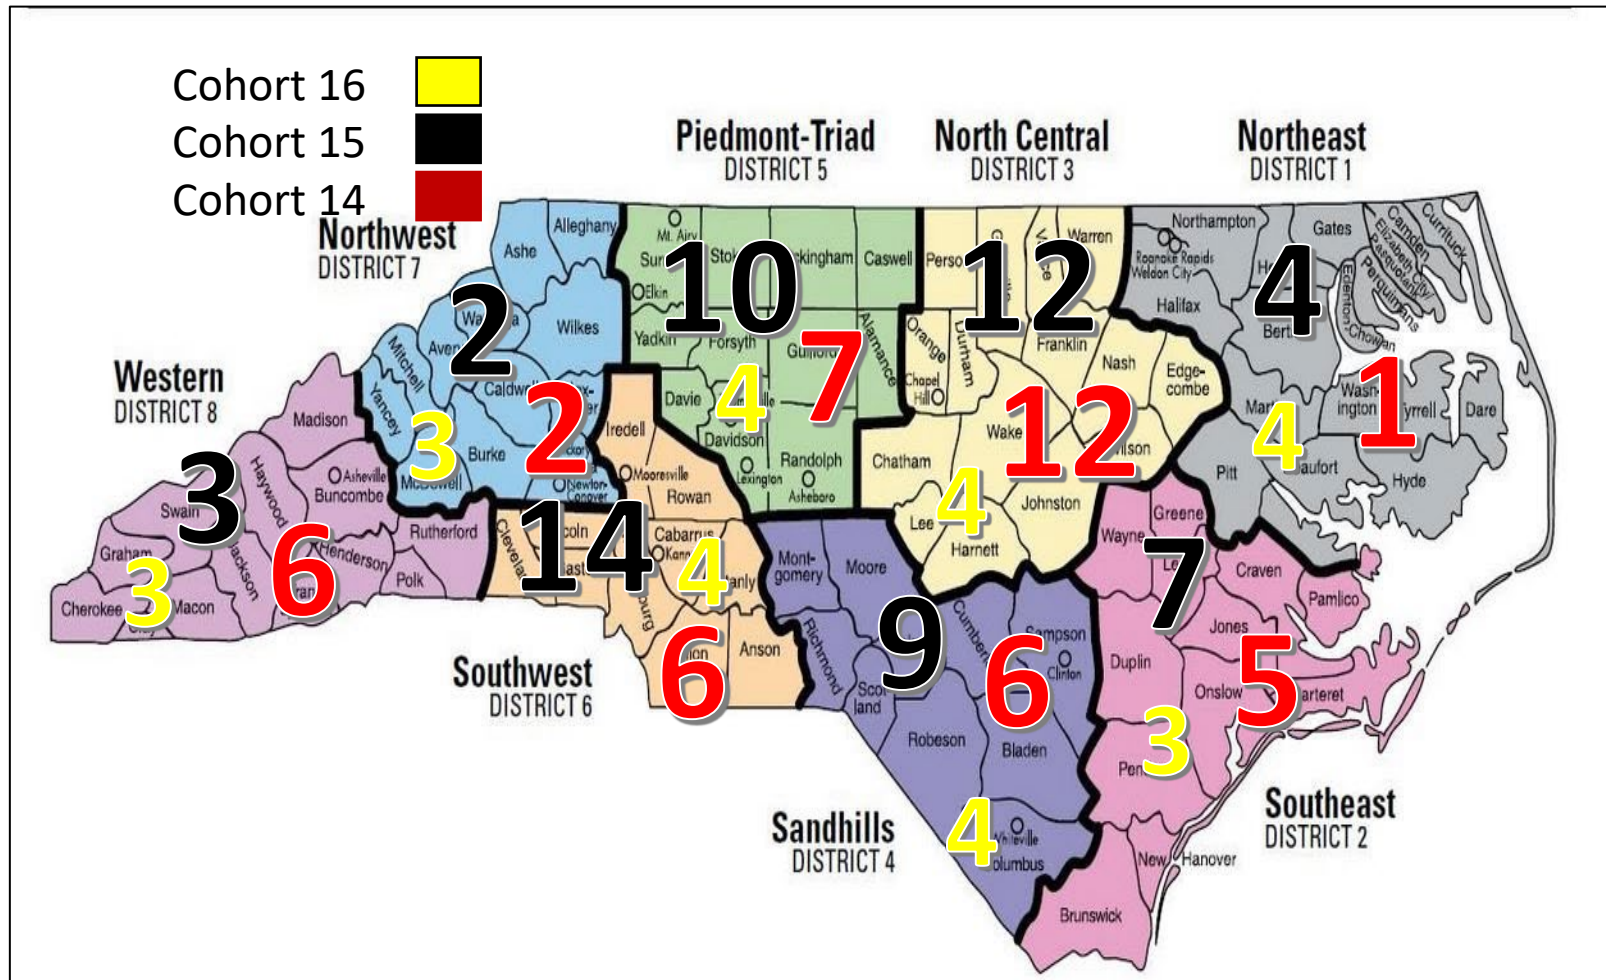 Cohort 16
Cohort 15
Cohort 14
Piedmont-Triad
DISTRICT 5
North Central
DISTRICT 3
Northeast
DISTRICT 1
Northwest
DISTRICT 7
Western
DISTRICT 8
Southwest
DISTRICT 6
Sandhills
DISTRICT 4
Southeast
DISTRICT 2
Alleghany
Ashe
Wilkes
Mitchell
Yancey
Burke
2
2
3
Mt. Airy
Elkin
Caswell
Yadkin
Forsyth
Guilford
Alamance
Davie
Davidson
Lexington
Randolph
Asheboro
10
7
4
Warren
Orange
Durham
Chapel
Hill
Franklin
Nash
Edge-
combe
Wake
Chatham
Lee
Harnett
Johnston
12
12
4
Northampton
Gates
Camden
Currituck
Elizabeth City/
Pasquotank
Perquimans
Edenton
Chowan
Roanoke Rapids
Weldon City
Halifax
Wash-
ington
Dare
Pitt
Hyde
4
1
4
Madison
Haywood
Asheville
Buncombe
Rutherford
Swain
Graham
Henderson
Polk
Cherokee
Macon
3
6
3
Iredell
Mooresville
Rowan
Cabarrus
Anson
14
4
6
Mont-
gomery
Moore
Richmond
Scot
land
Sampson
Clinton
Robeson
Bladen
Whiteville
9
6
4
Greene
Wayne
Craven
Pamlico
Jones
Duplin
Onslow
New Hanover
Brunswick
7
5
3